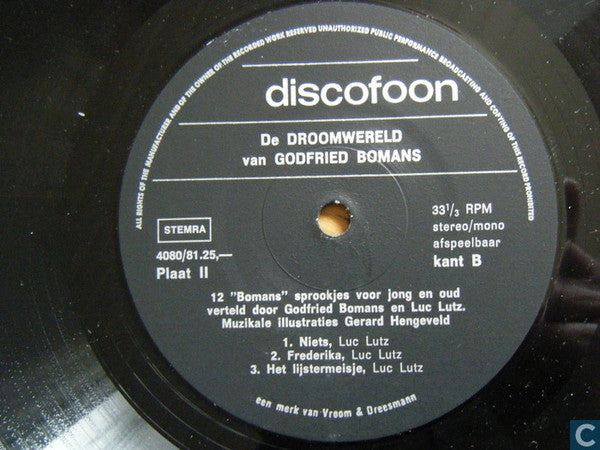 ALL RIGHTS OF THE MANUFACTURER AND OF THE OWNER OF THE RECORDED WORK RESERVED UNAUTHORIZED PUBLIC PERFORMANCE BROADCASTING AND COPYING OF THIS RECORD PROHIBITED
discofoon
De DROOMWERELD
van GODFRIED BOMANS
STEMRA
4080/81.25,—
Plaat II
33 1/3 RPM
stereo/mono
afspeelbaar
kant B
12 "Bomans" sprookjes voor jong en oud
verteld door Godfried Bomans en Luc Lutz.
Muzikale illustraties Gerard Hengeveld
1. Niets, Luc Lutz
2. Frederika, Luc Lutz
3. Het lijstermeisje, Luc Lutz
een merk van Vroom & Dreesmann
C